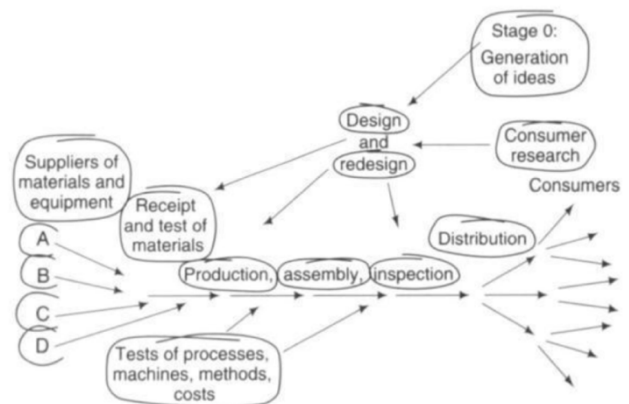 Stage 0:
Generation
of ideas
Design
and
redesign
Consumer
research
Consumers
Suppliers of
materials and
equipment
Receipt
and test of
materials
A
B
C
D
Production, assembly, inspection
Distribution
Tests of processes,
machines, methods,
costs